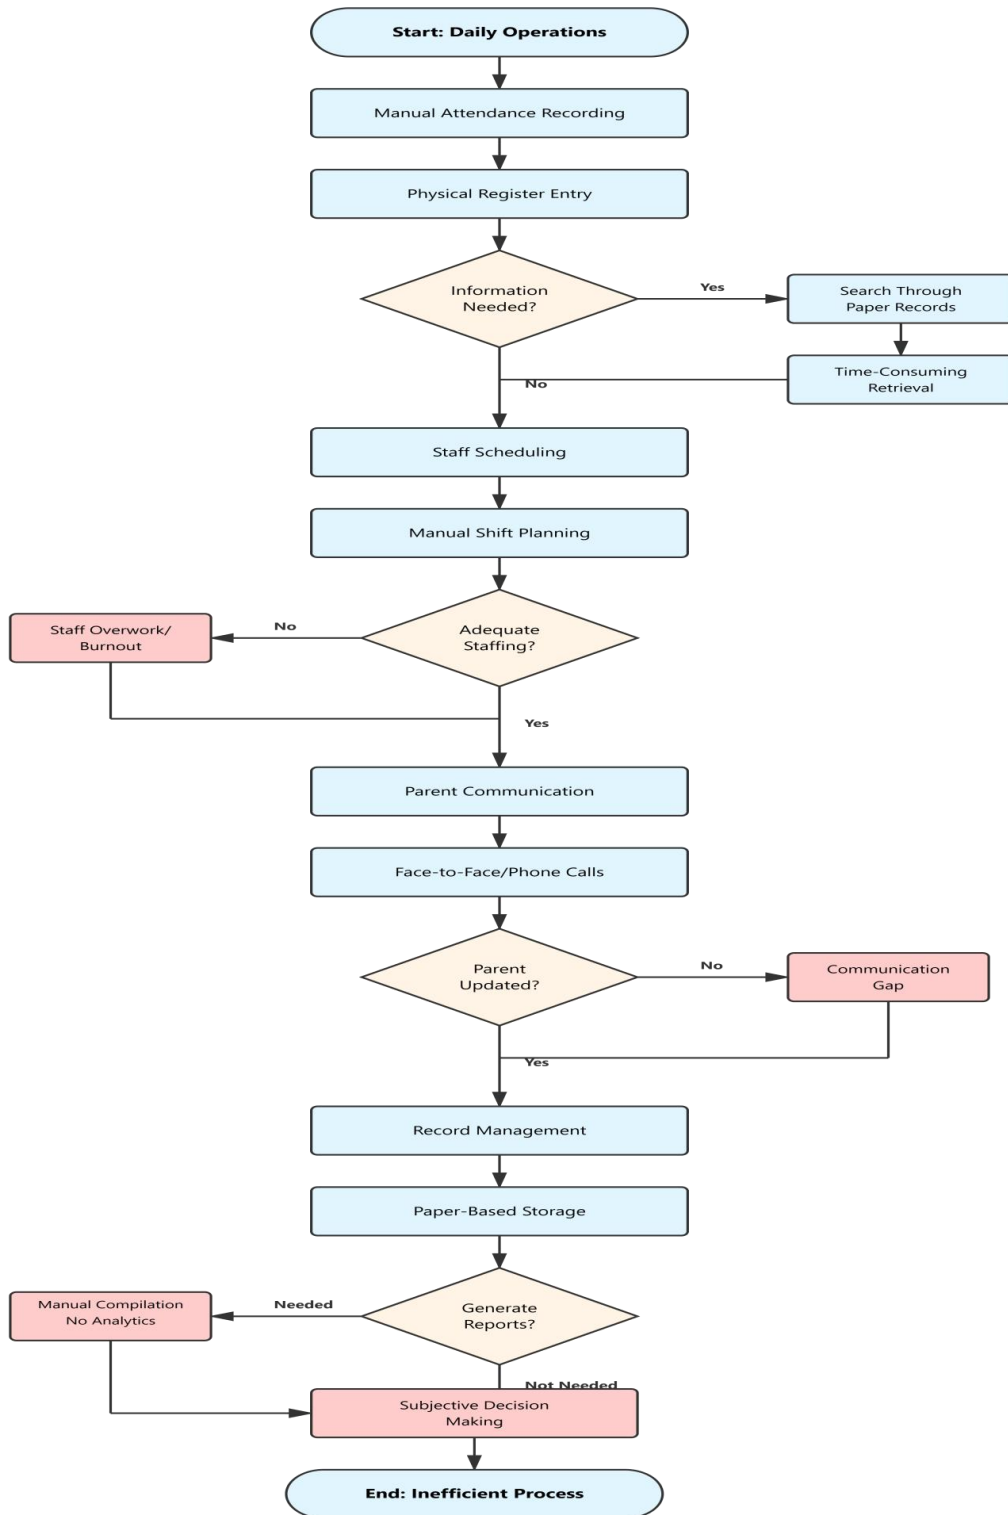 Start: Daily Operations
Manual Attendance Recording
Physical Register Entry
Information
Needed?
Yes
Search Through
Paper Records
Time-Consuming
Retrieval
No
Staff Scheduling
Manual Shift Planning
Adequate
Staffing?
No
Staff Overwork/
Burnout
Yes
Parent Communication
Face-to-Face/Phone Calls
Parent
Updated?
No
Communication
Gap
Yes
Record Management
Paper-Based Storage
Generate
Reports?
Needed
Manual Compilation
No Analytics
Not Needed
Subjective Decision
Making
End: Inefficient Process